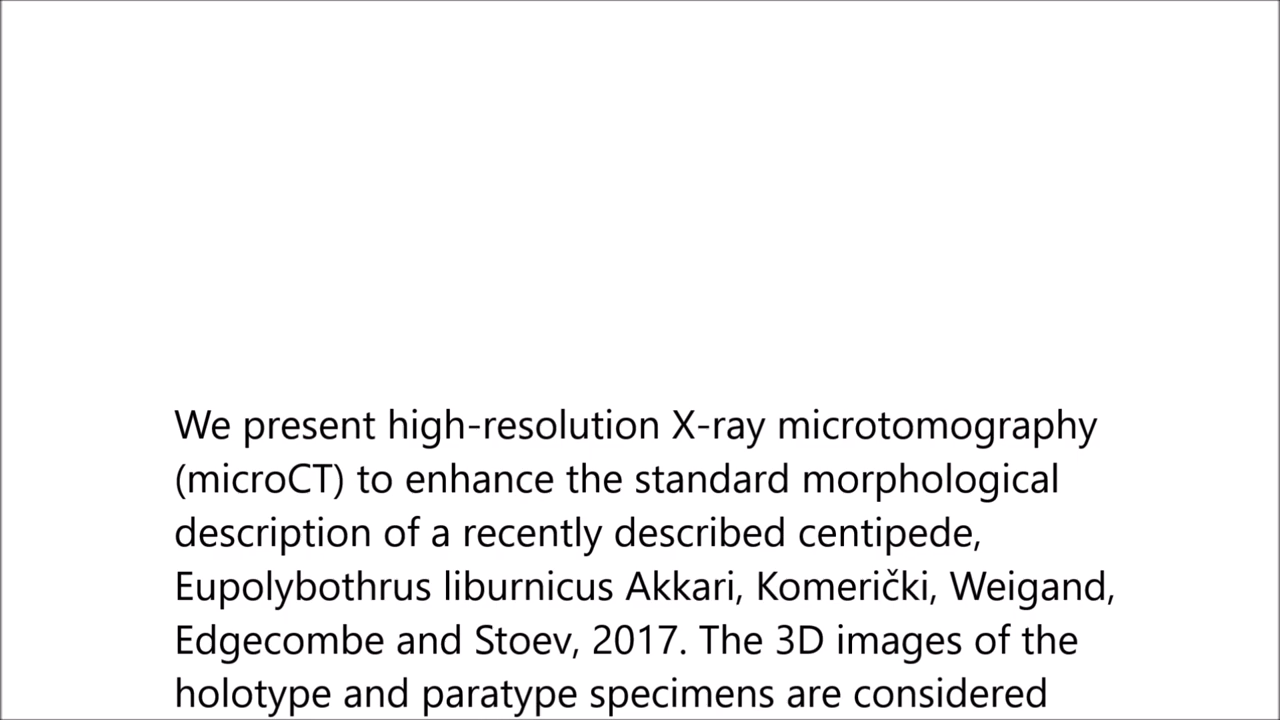 We present high-resolution X-ray microtomography
(microCT) to enhance the standard morphological
description of a recently described centipede,
Eupolybothrus liburnicus Akkari, Komerički, Weigand,
Edgecombe and Stoev, 2017. The 3D images of the
holotype and paratype specimens are considered